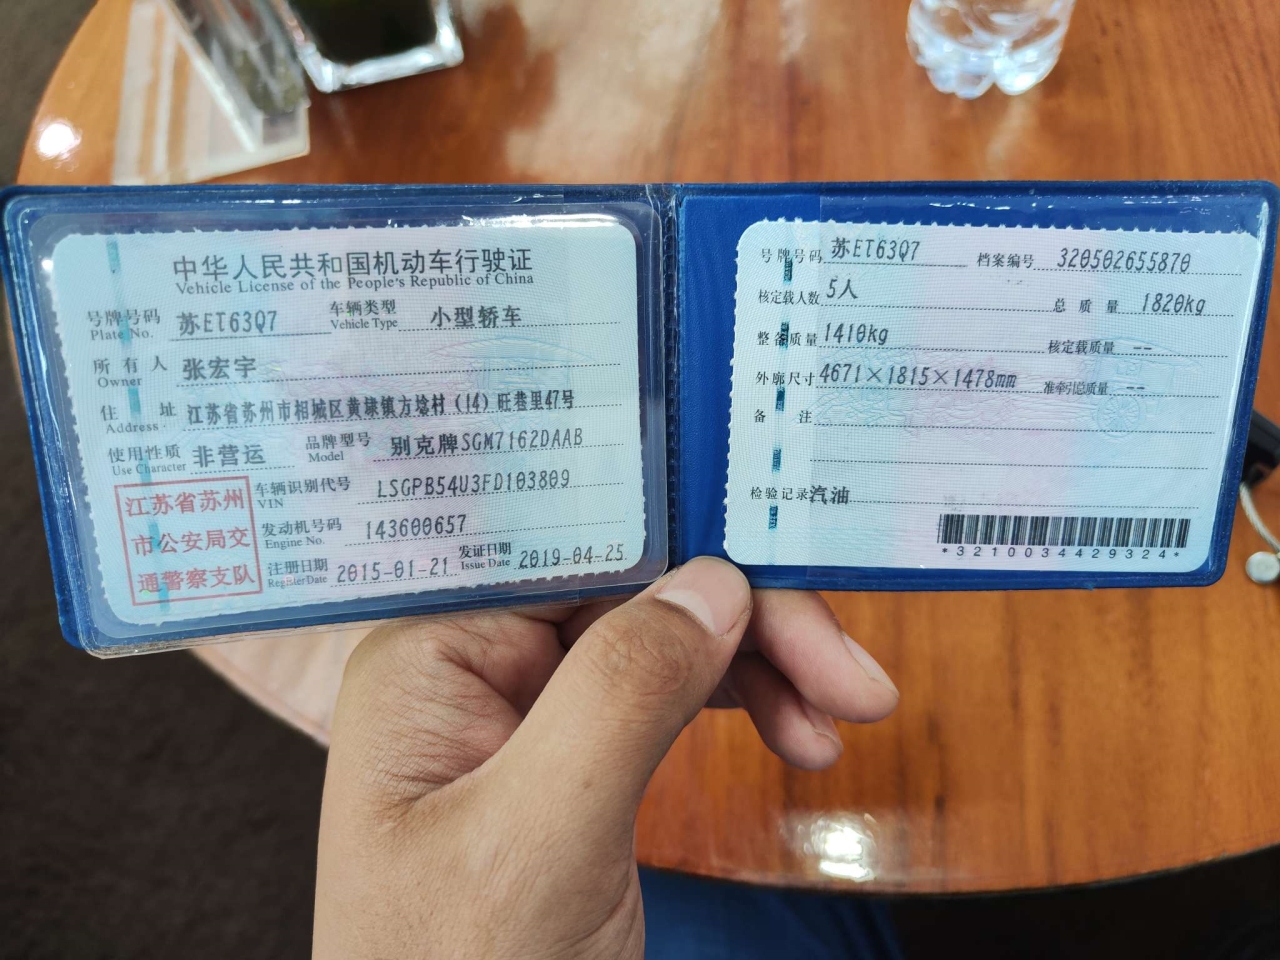 中华人民共和国机动车行驶证
Vehicle License of the People's Republic of China
号牌号码 苏ET63Q7 车辆类型 小型轿车
Plate No. Vehicle Type
所有人 张宏宇
Owner
住址 江苏省苏州市相城区黄埭镇方埝村(14)旺巷里47号
Address
使用性质 非营运 品牌型号 别克牌SGM7162DAAB
Use Character Model
车辆识别代号 LSGPB54U3FD103809
VIN
发动机号码 143600657
Engine No.
注册日期 2015-01-21 发证日期 2019-04-25
Register Date Issue Date
江苏省苏州
市公安局交
通警察支队
号牌号码 苏ET63Q7 档案编号 320502655870
核定载人数 5人 总质量 1820kg
整备质量 1410kg 核定载质量 --
外廓尺寸 4671×1815×1478mm 准牵引总质量 --
备注
检验记录 汽油
*3210034429324*